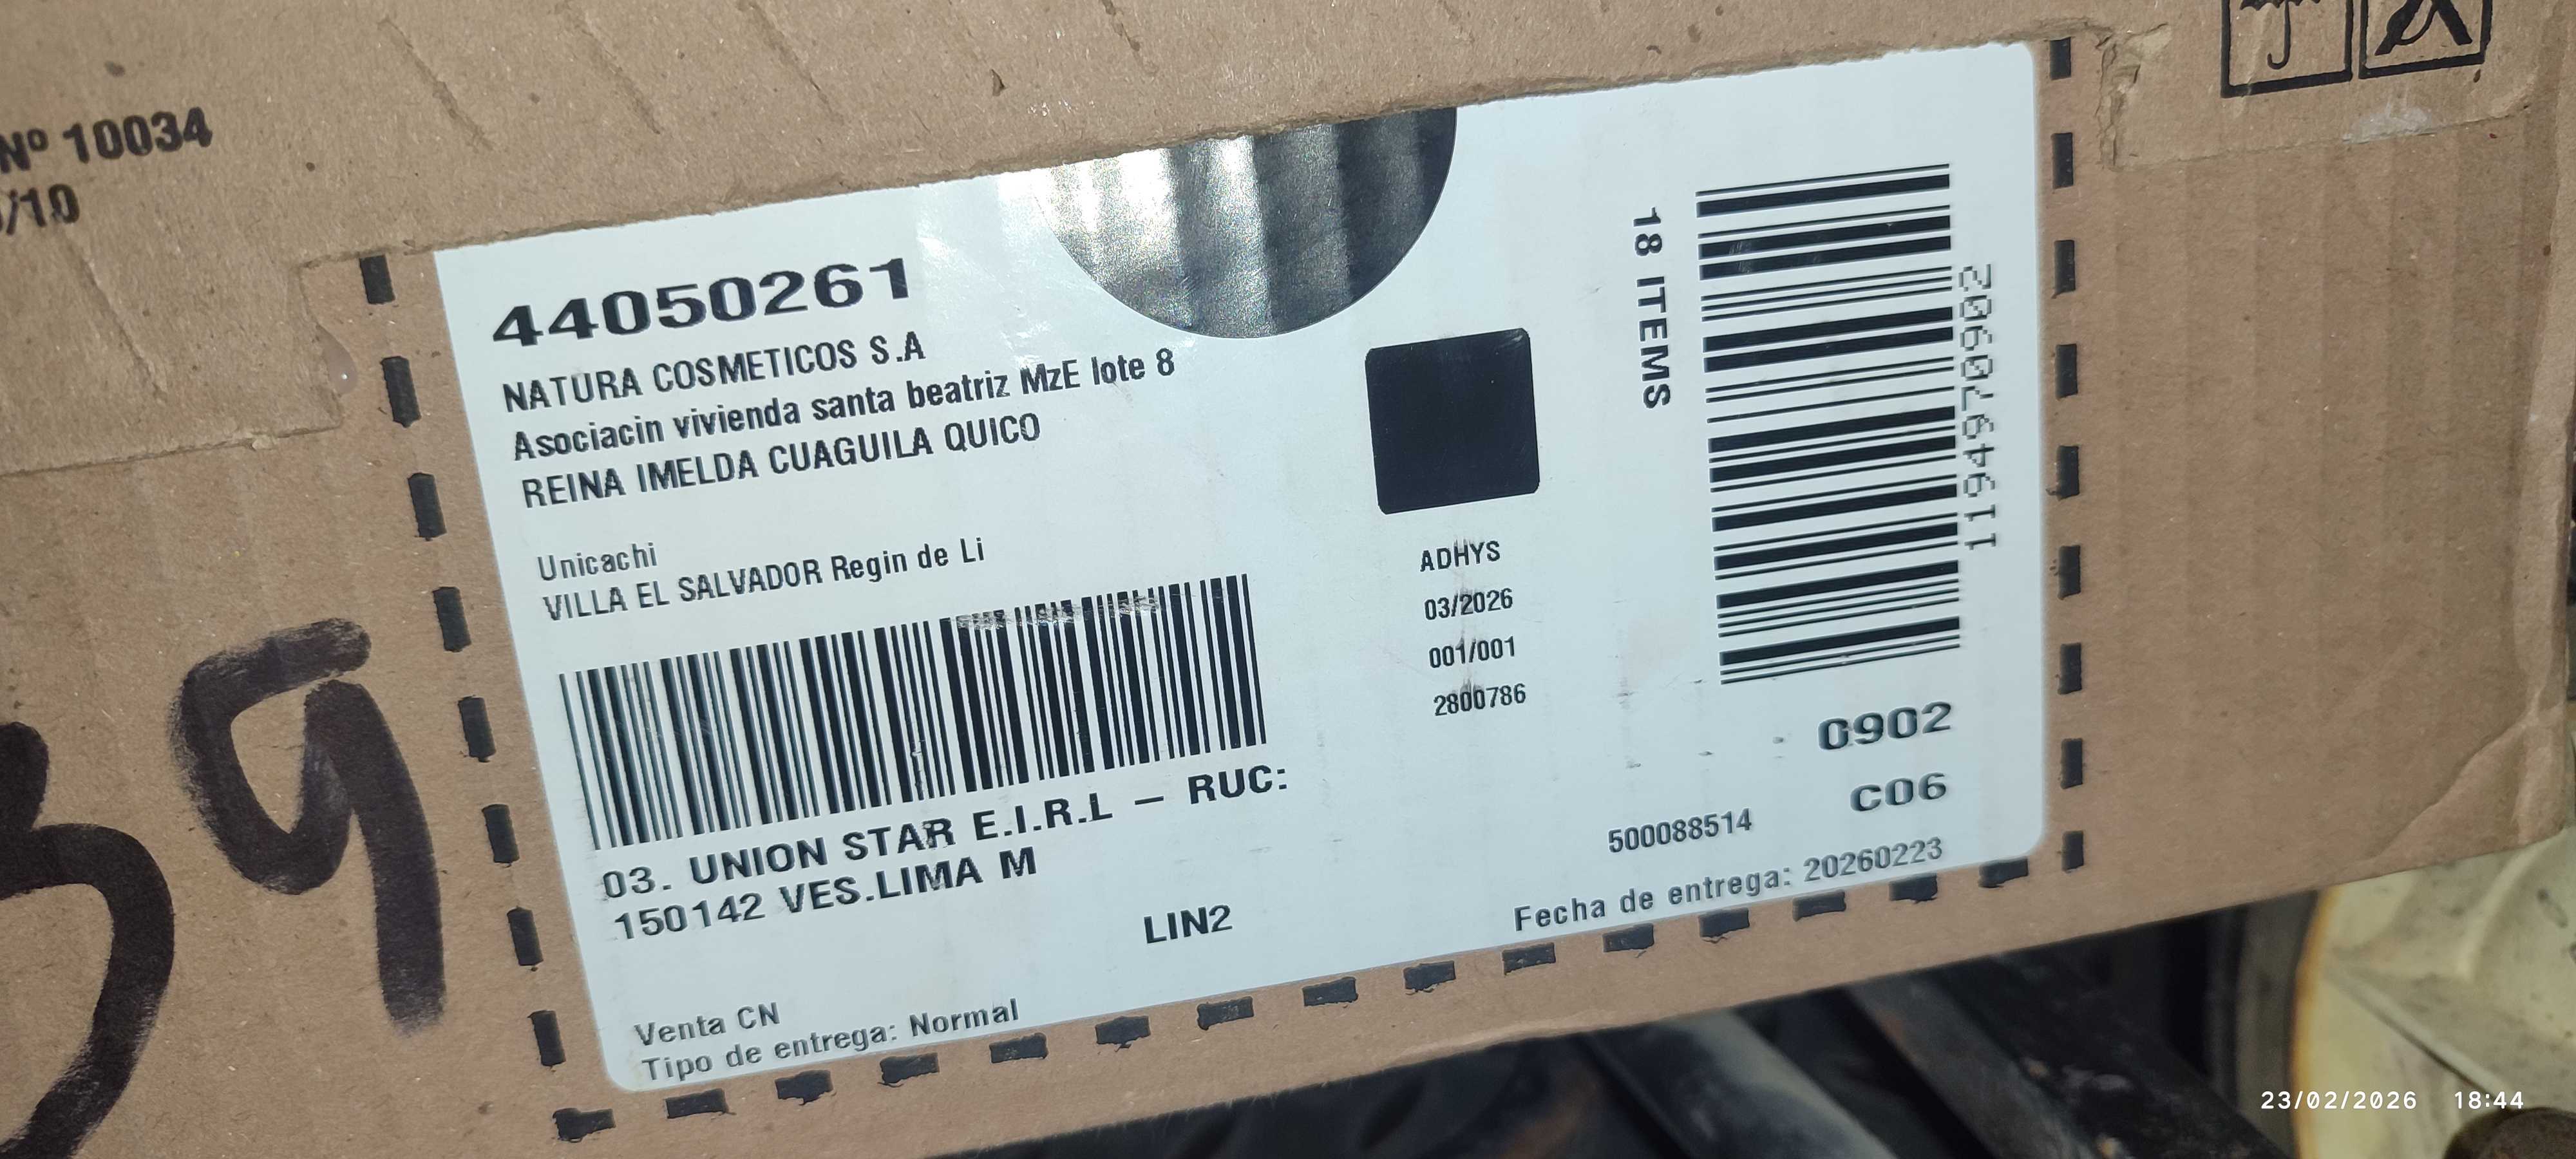 Nº 10034
/10
39
44050261
NATURA COSMETICOS S.A
Asociacin vivienda santa beatriz MzE lote 8
REINA IMELDA CUAGUILA QUICO
Unicachi
VILLA EL SALVADOR Regin de Li
03. UNION STAR E.I.R.L – RUC:
150142 VES.LIMA M
LIN2
Venta CN
Tipo de entrega: Normal
ADHYS
03/2026
001/001
2800786
18 ITEMS
119494970902
0902
C06
500088514
Fecha de entrega: 20260223
23/02/2026 18:44